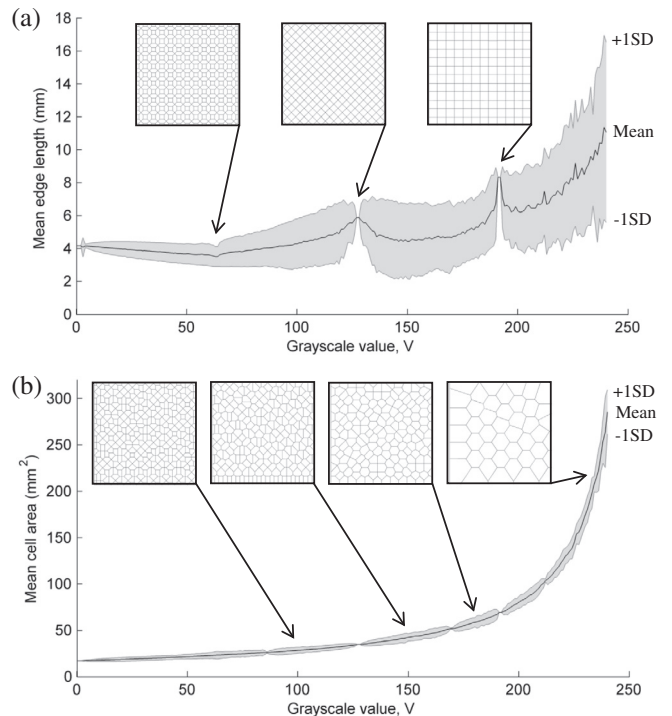 (a)
18
16
14
12
10
8
6
4
2
0
Mean edge length (mm)
+1SD
Mean
-1SD
0 50 100 150 200 250
Grayscale value, V
(b)
300
250
200
150
100
50
0
Mean cell area (mm²)
+1SD
Mean
-1SD
0 50 100 150 200 250
Grayscale value, V